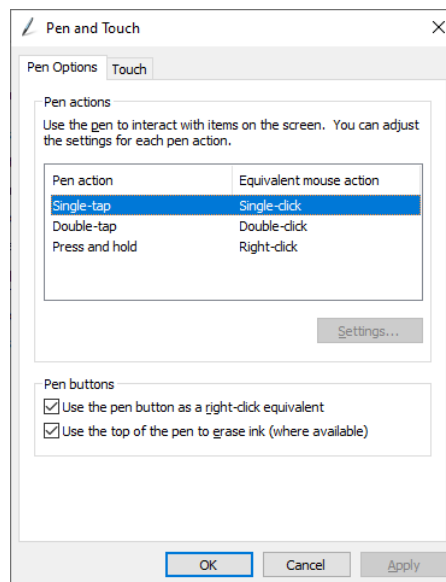 Pen and Touch
Pen Options Touch
Pen actions
Use the pen to interact with items on the screen. You can adjust
the settings for each pen action.
Pen action Equivalent mouse action
Single-tap Single-click
Double-tap Double-click
Press and hold Right-click
Settings...
Pen buttons
Use the pen button as a right-click equivalent
Use the top of the pen to erase ink (where available)
OK Cancel Apply